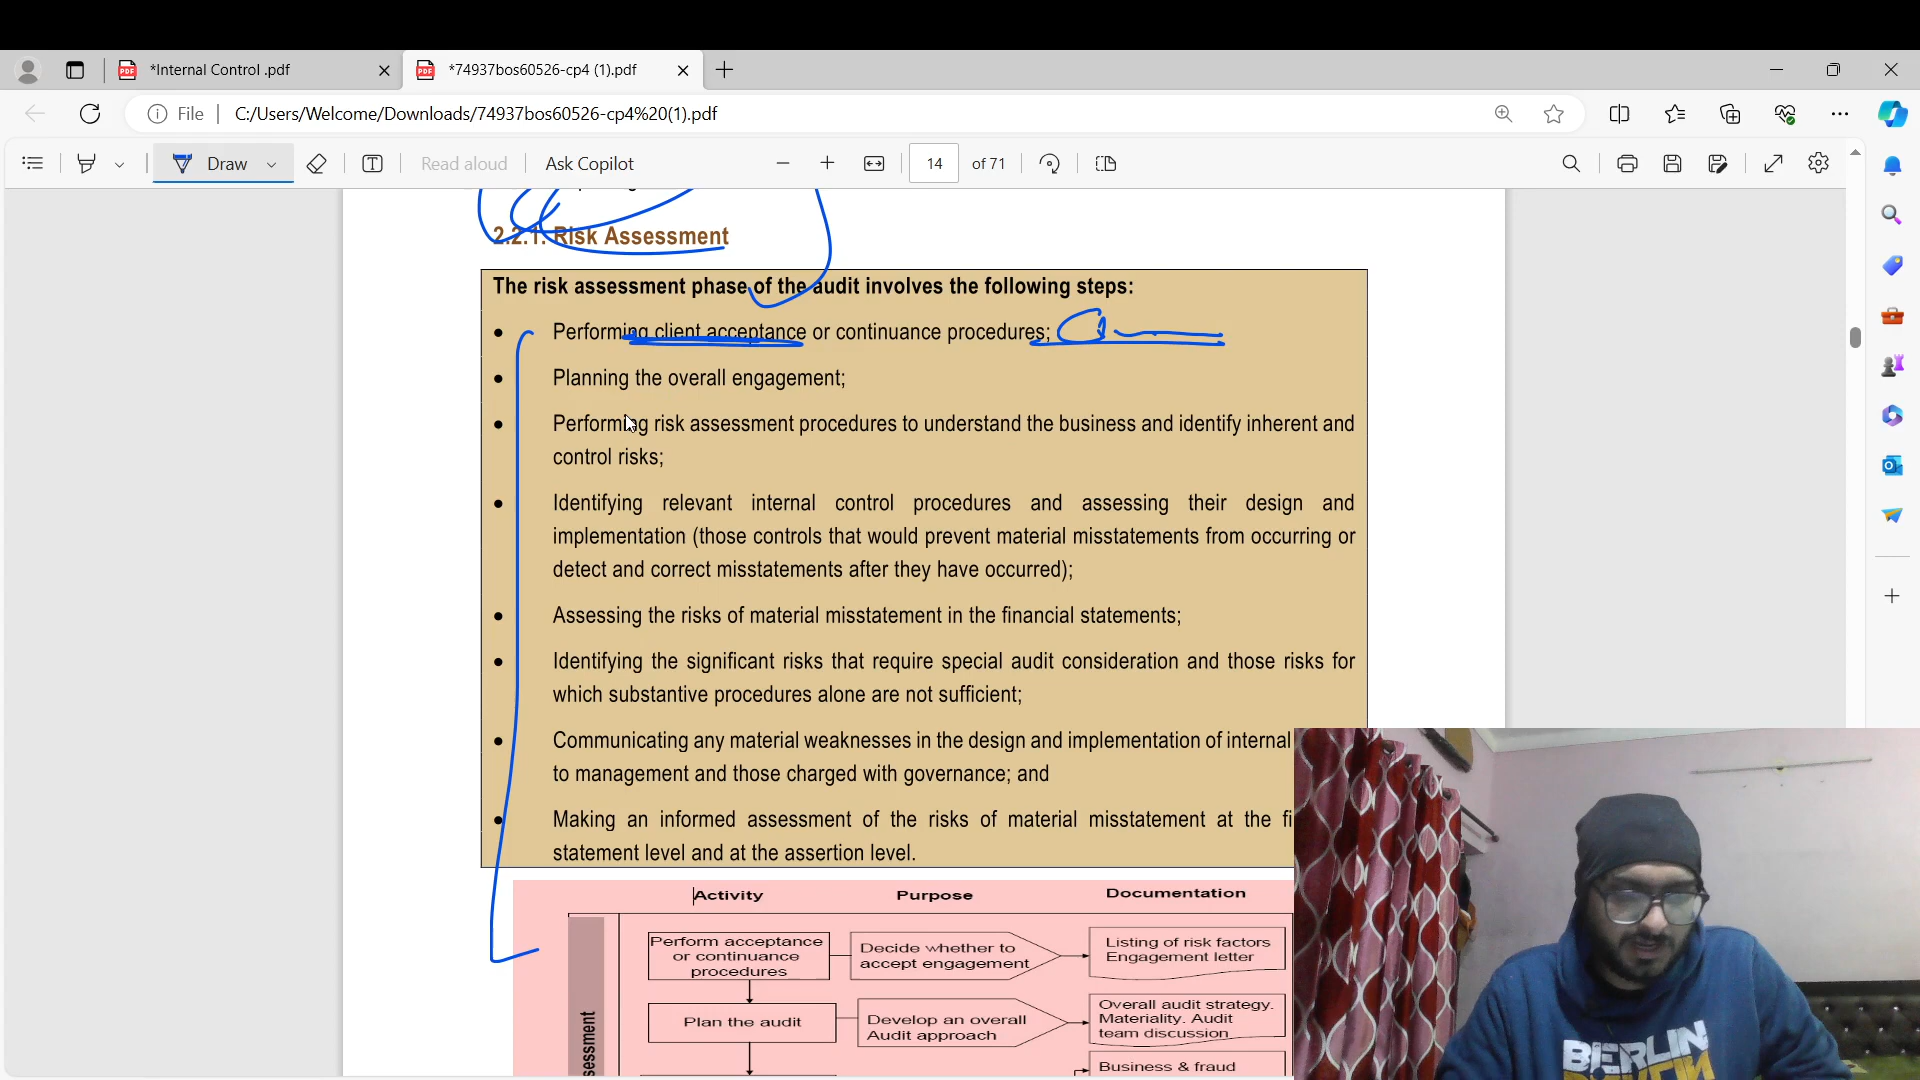 *Internal Control .pdf
*74937bos60526-cp4 (1).pdf
File
C:/Users/Welcome/Downloads/74937bos60526-cp4%20(1).pdf
Draw
Read aloud
Ask Copilot
14
of 71
2.2.1. Risk Assessment
The risk assessment phase of the audit involves the following steps:
• Performing client acceptance or continuance procedures;
• Planning the overall engagement;
• Performing risk assessment procedures to understand the business and identify inherent and
control risks;
• Identifying relevant internal control procedures and assessing their design and
implementation (those controls that would prevent material misstatements from occurring or
detect and correct misstatements after they have occurred);
• Assessing the risks of material misstatement in the financial statements;
• Identifying the significant risks that require special audit consideration and those risks for
which substantive procedures alone are not sufficient;
• Communicating any material weaknesses in the design and implementation of internal
to management and those charged with governance; and
• Making an informed assessment of the risks of material misstatement at the fi
statement level and at the assertion level.
Activity Purpose Documentation
Perform acceptance
or continuance
procedures
Decide whether to
accept engagement
Listing of risk factors
Engagement letter
Plan the audit
Develop an overall
Audit approach
Overall audit strategy.
Materiality. Audit
team discussion
Business & fraud
sessment
BERLIN